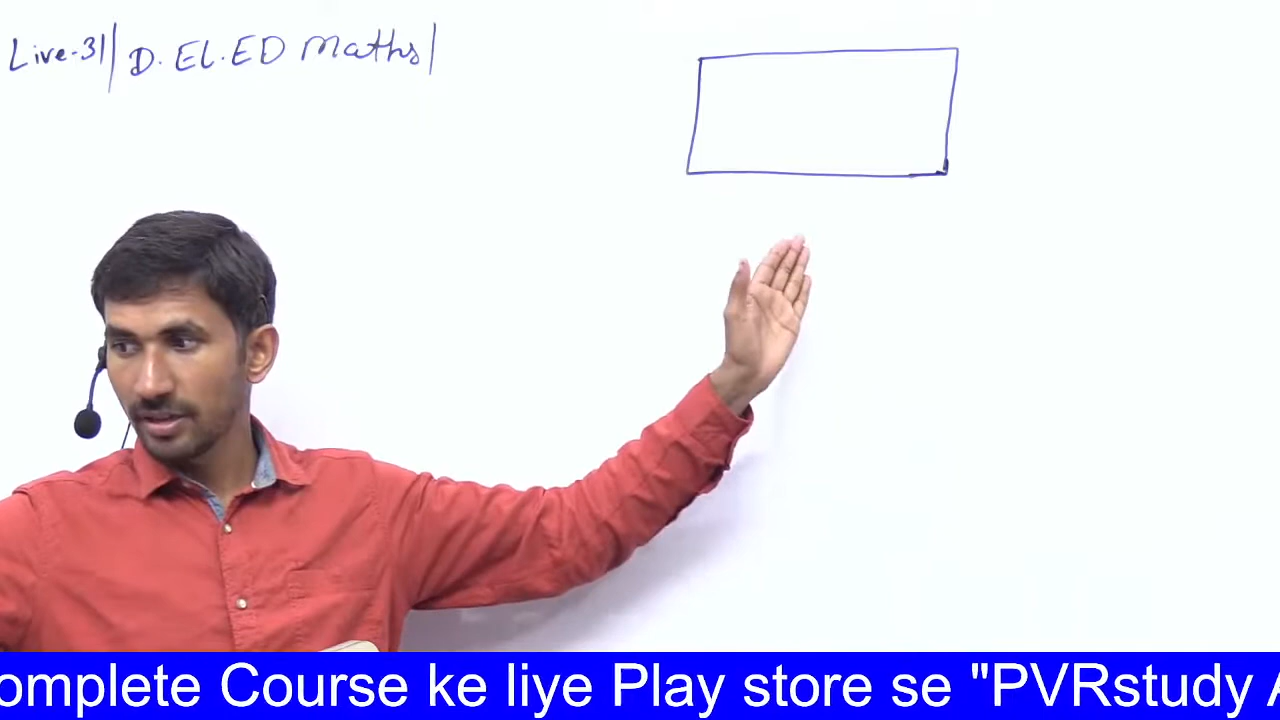 Live-31| D. EL.ED Maths|
omplete Course ke liye Play store se "PVRstudy A